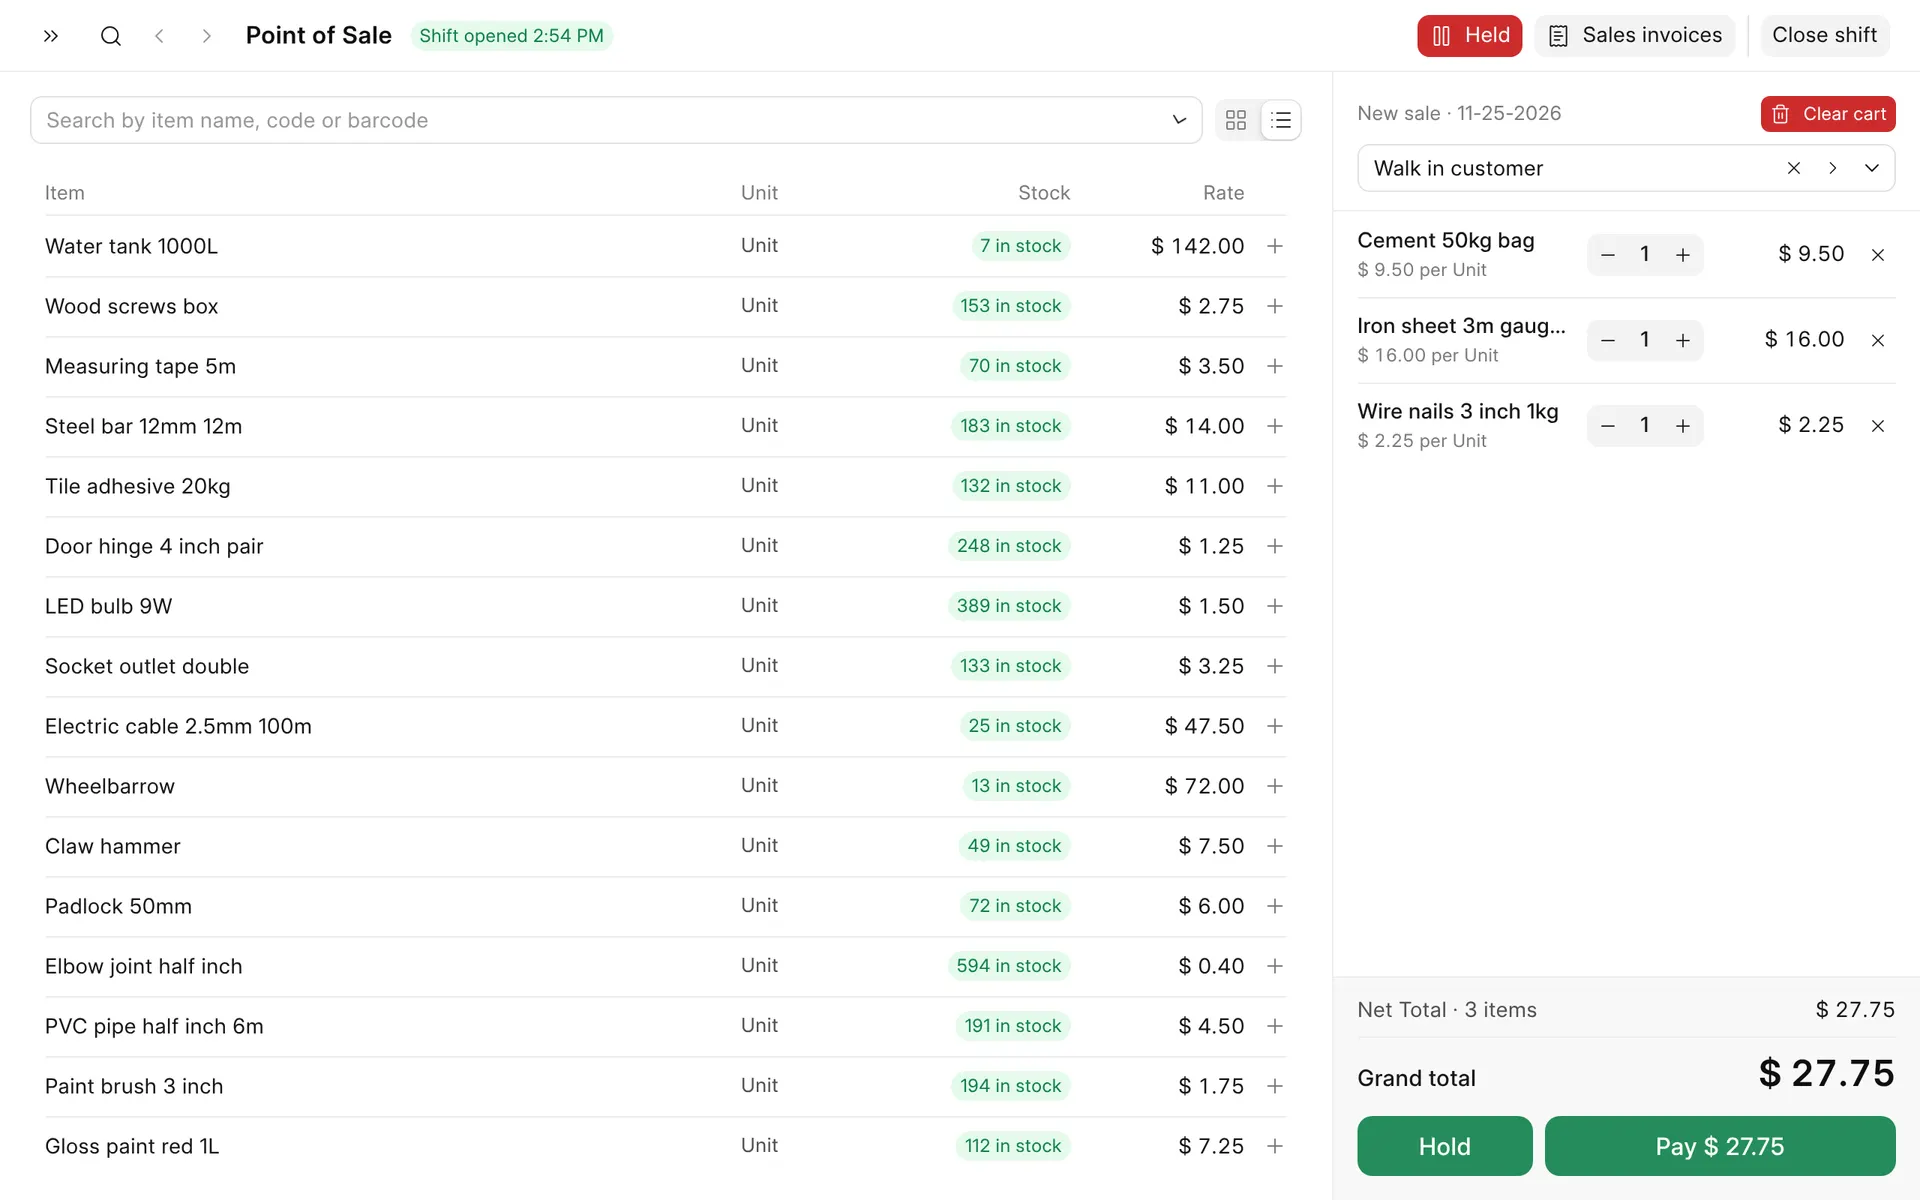 Point of Sale
Shift opened 2:54 PM
Held
Sales invoices
Close shift
Search by item name, code or barcode
Item Unit Stock Rate
Water tank 1000L Unit 7 in stock $ 142.00
Wood screws box Unit 153 in stock $ 2.75
Measuring tape 5m Unit 70 in stock $ 3.50
Steel bar 12mm 12m Unit 183 in stock $ 14.00
Tile adhesive 20kg Unit 132 in stock $ 11.00
Door hinge 4 inch pair Unit 248 in stock $ 1.25
LED bulb 9W Unit 389 in stock $ 1.50
Socket outlet double Unit 133 in stock $ 3.25
Electric cable 2.5mm 100m Unit 25 in stock $ 47.50
Wheelbarrow Unit 13 in stock $ 72.00
Claw hammer Unit 49 in stock $ 7.50
Padlock 50mm Unit 72 in stock $ 6.00
Elbow joint half inch Unit 594 in stock $ 0.40
PVC pipe half inch 6m Unit 191 in stock $ 4.50
Paint brush 3 inch Unit 194 in stock $ 1.75
Gloss paint red 1L Unit 112 in stock $ 7.25
New sale · 11-25-2026
Clear cart
Walk in customer
Cement 50kg bag
$ 9.50 per Unit
1
$ 9.50
Iron sheet 3m gaug...
$ 16.00 per Unit
1
$ 16.00
Wire nails 3 inch 1kg
$ 2.25 per Unit
1
$ 2.25
Net Total · 3 items $ 27.75
Grand total $ 27.75
Hold
Pay $ 27.75